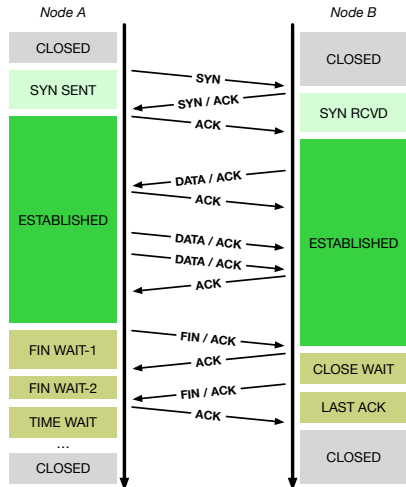 Node A
Node B
CLOSED
CLOSED
SYN
SYN SENT
SYN / ACK
SYN RCVD
ACK
DATA / ACK
ACK
ESTABLISHED
DATA / ACK
ESTABLISHED
DATA / ACK
ACK
FIN / ACK
FIN WAIT-1
ACK
CLOSE WAIT
FIN WAIT-2
FIN / ACK
LAST ACK
TIME WAIT
ACK
...
CLOSED
CLOSED